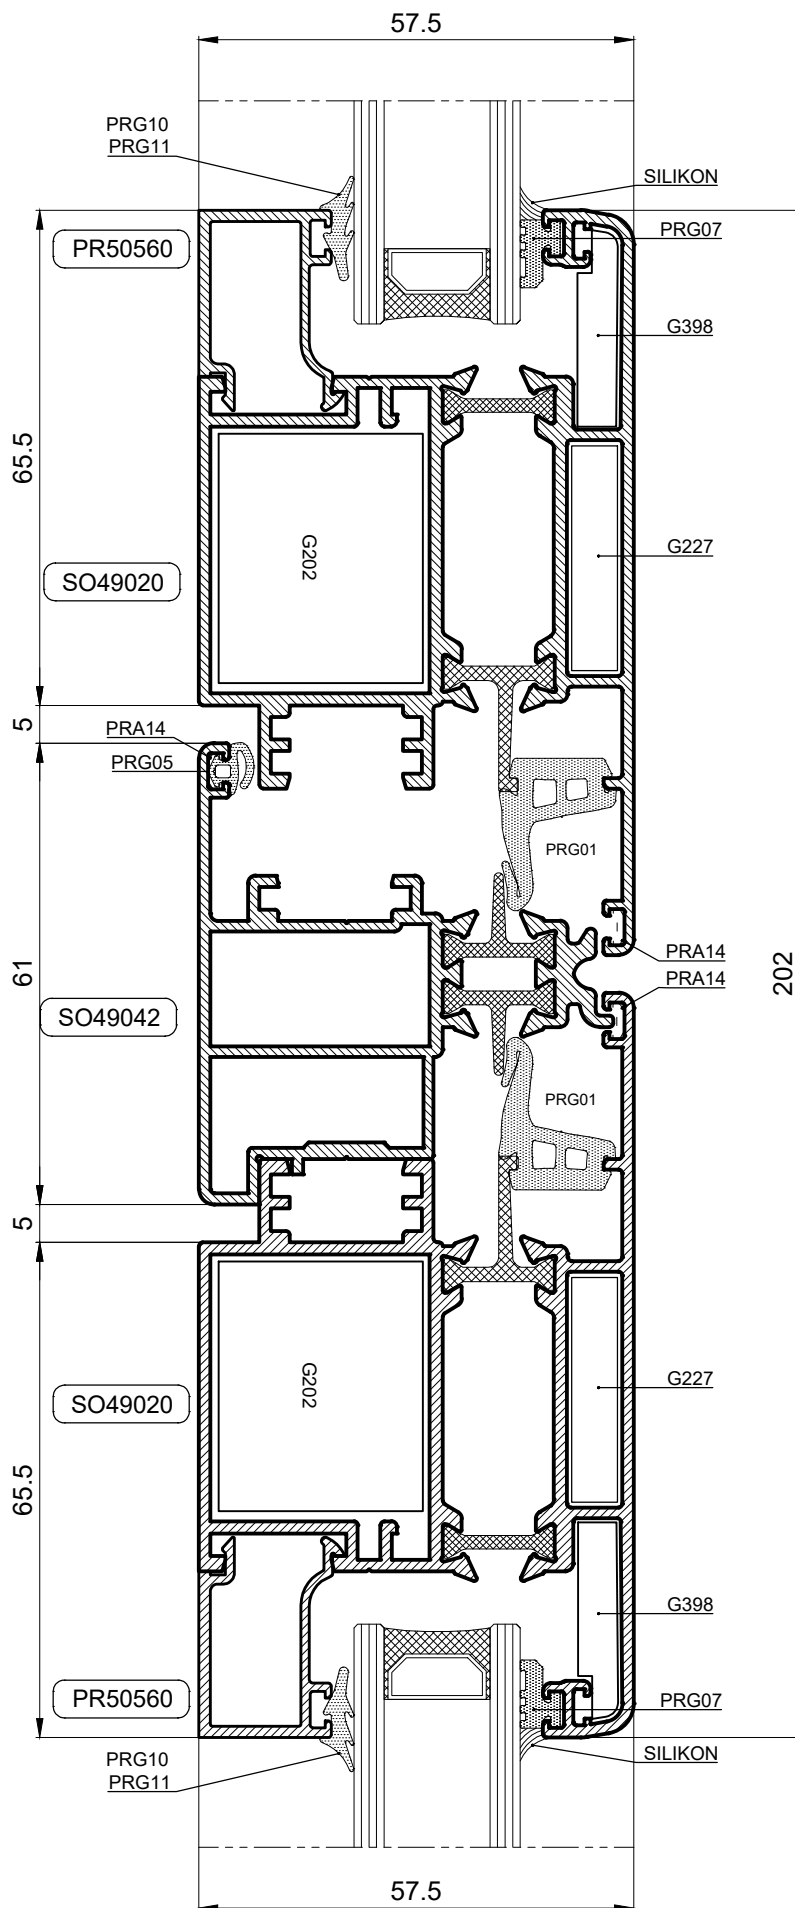 57.5
PRG10
PRG11
SILIKON
PRG07
PR50560
G398
65.5
G202
G227
SO49020
5
PRA14
PRG05
PRG01
PRA14
PRA14
61
202
SO49042
PRG01
5
SO49020
G202
G227
65.5
G398
PR50560
PRG07
PRG10
PRG11
SILIKON
57.5